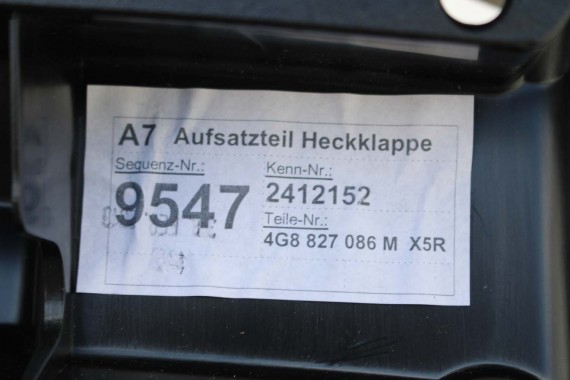 A7 Aufsatzteil Heckklappe
Sequenz-Nr.:
9547
Kenn-Nr.:
2412152
Teile-Nr.:
4G8 827 086 M X5R